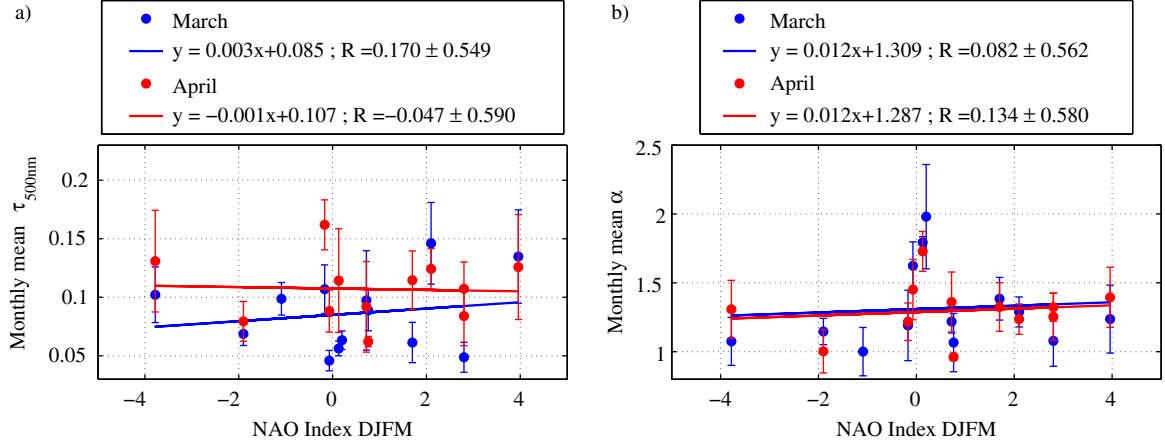 a)
March
y = 0.003x+0.085 ; R =0.170 ± 0.549
April
y = −0.001x+0.107 ; R =−0.047 ± 0.590
0.2
0.15
0.1
0.05
Monthly mean τ500nm
−4 −2 0 2 4
NAO Index DJFM
b)
March
y = 0.012x+1.309 ; R =0.082 ± 0.562
April
y = 0.012x+1.287 ; R =0.134 ± 0.580
2.5
2
1.5
1
Monthly mean α
−4 −2 0 2 4
NAO Index DJFM